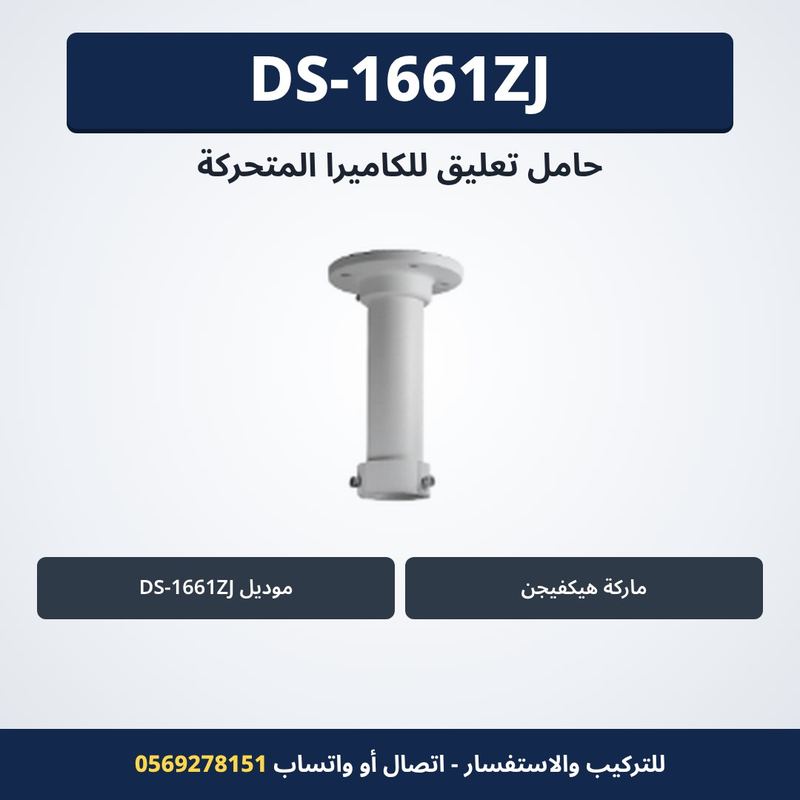 DS-1661ZJ
حامل تعليق للكاميرا المتحركة
ماركة هيكفيجن
موديل DS-1661ZJ
للتركيب والاستفسار - اتصال أو واتساب 0569278151